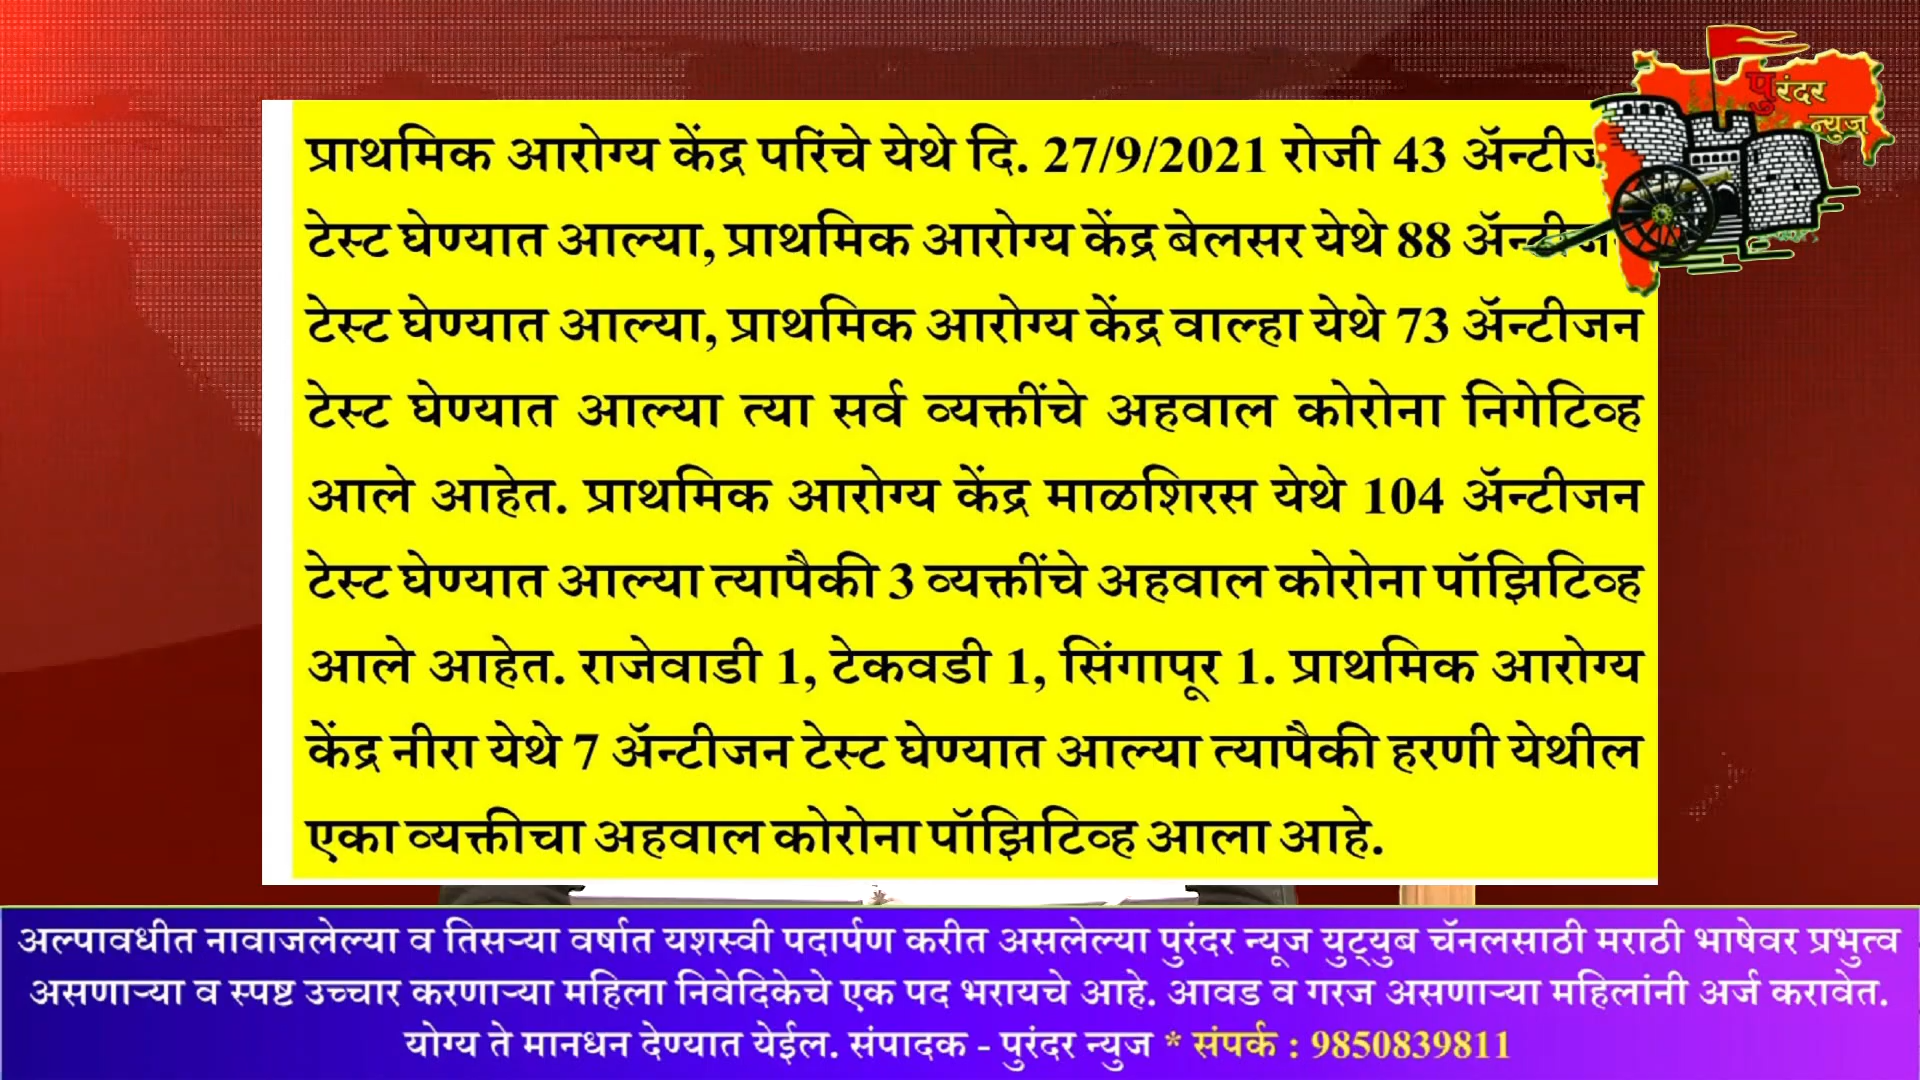 पुरंदर
न्युज
प्राथमिक आरोग्य केंद्र परिंचे येथे दि. 27/9/2021 रोजी 43 ॲन्टीज
टेस्ट घेण्यात आल्या, प्राथमिक आरोग्य केंद्र बेलसर येथे 88 ॲन्टीजन
टेस्ट घेण्यात आल्या, प्राथमिक आरोग्य केंद्र वाल्हा येथे 73 ॲन्टीजन
टेस्ट घेण्यात आल्या त्या सर्व व्यक्तींचे अहवाल कोरोना निगेटिव्ह
आले आहेत. प्राथमिक आरोग्य केंद्र माळशिरस येथे 104 ॲन्टीजन
टेस्ट घेण्यात आल्या त्यापैकी 3 व्यक्तींचे अहवाल कोरोना पॉझिटिव्ह
आले आहेत. राजेवाडी 1, टेकवडी 1, सिंगापूर 1. प्राथमिक आरोग्य
केंद्र नीरा येथे 7 ॲन्टीजन टेस्ट घेण्यात आल्या त्यापैकी हरणी येथील
एका व्यक्तीचा अहवाल कोरोना पॉझिटिव्ह आला आहे.
अल्पावधीत नावाजलेल्या व तिसऱ्या वर्षात यशस्वी पदार्पण करीत असलेल्या पुरंदर न्यूज युट्युब चॅनलसाठी मराठी भाषेवर प्रभुत्व
असणाऱ्या व स्पष्ट उच्चार करणाऱ्या महिला निवेदिकेचे एक पद भरायचे आहे. आवड व गरज असणाऱ्या महिलांनी अर्ज करावेत.
योग्य ते मानधन देण्यात येईल. संपादक - पुरंदर न्युज * संपर्क : 9850839811